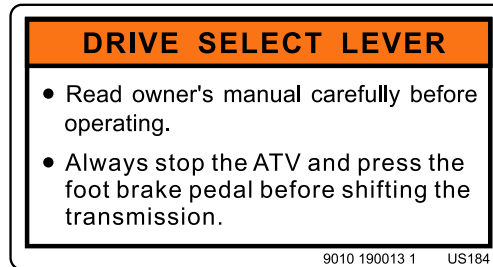 DRIVE SELECT LEVER
• Read owner's manual carefully before
operating.
• Always stop the ATV and press the
foot brake pedal before shifting the
transmission.
9010 190013 1 US184